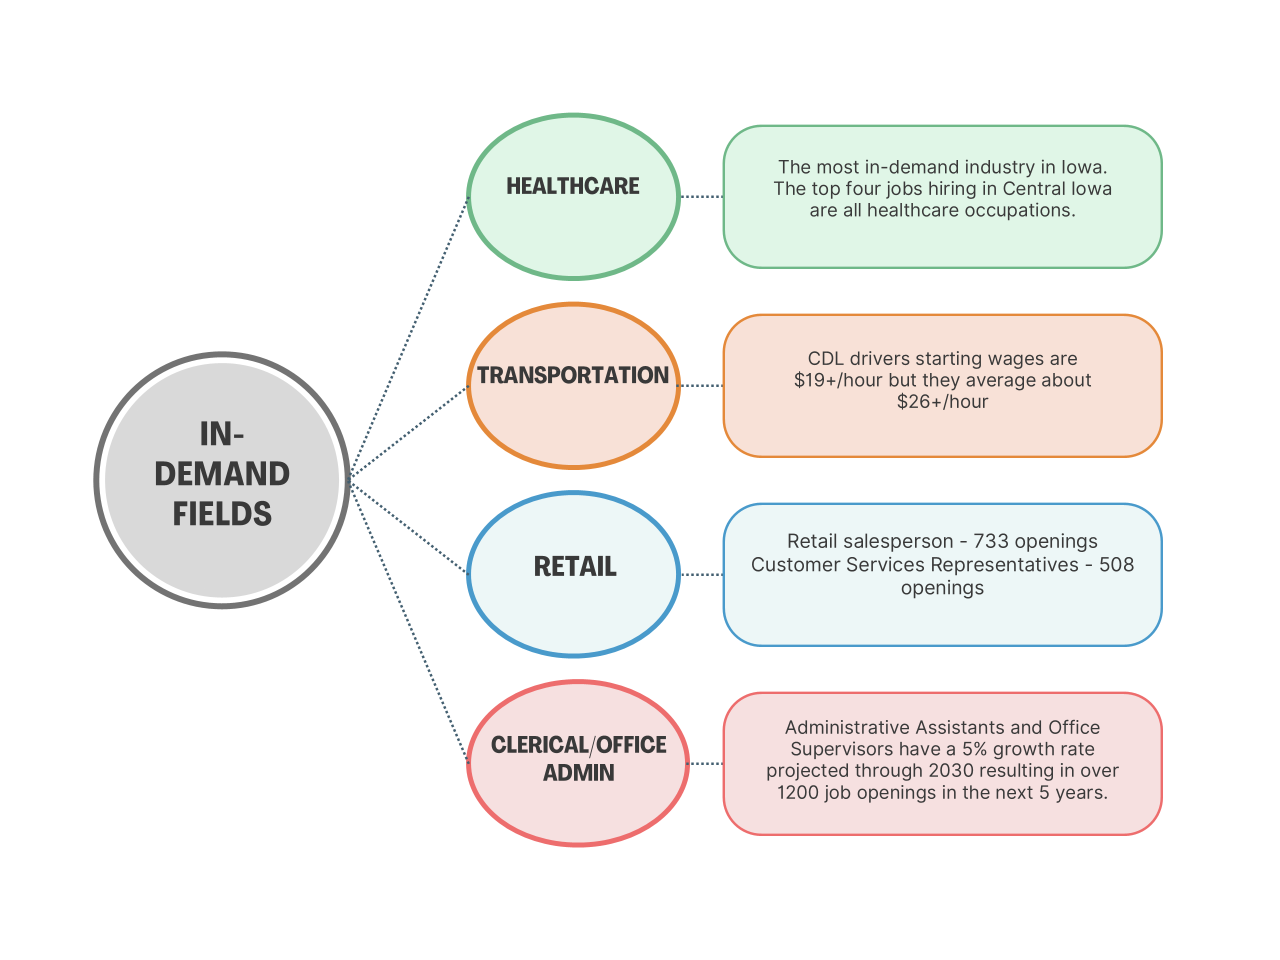 IN-
DEMAND
FIELDS
HEALTHCARE
The most in-demand industry in Iowa.
The top four jobs hiring in Central Iowa
are all healthcare occupations.
TRANSPORTATION
CDL drivers starting wages are
$19+/hour but they average about
$26+/hour
RETAIL
Retail salesperson - 733 openings
Customer Services Representatives - 508
openings
CLERICAL/OFFICE
ADMIN
Administrative Assistants and Office
Supervisors have a 5% growth rate
projected through 2030 resulting in over
1200 job openings in the next 5 years.